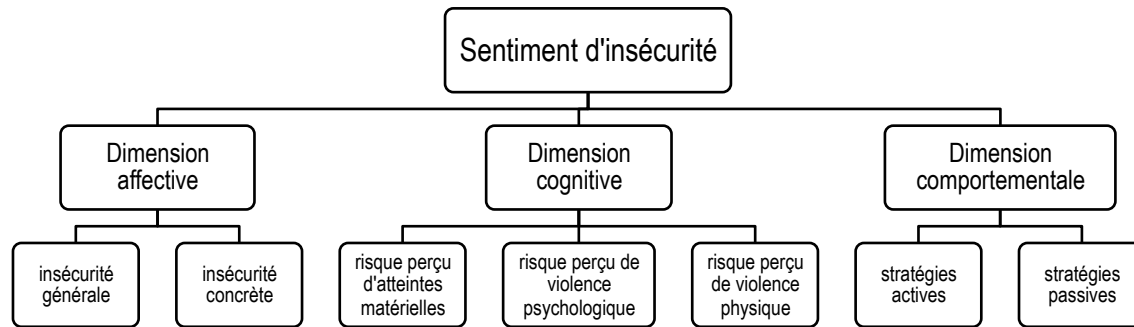 Sentiment d'insécurité
Dimension
affective
Dimension
cognitive
Dimension
comportementale
insécurité
générale
insécurité
concrète
risque perçu
d'atteintes
matérielles
risque perçu de
violence
psychologique
risque perçu
de violence
physique
stratégies
actives
stratégies
passives